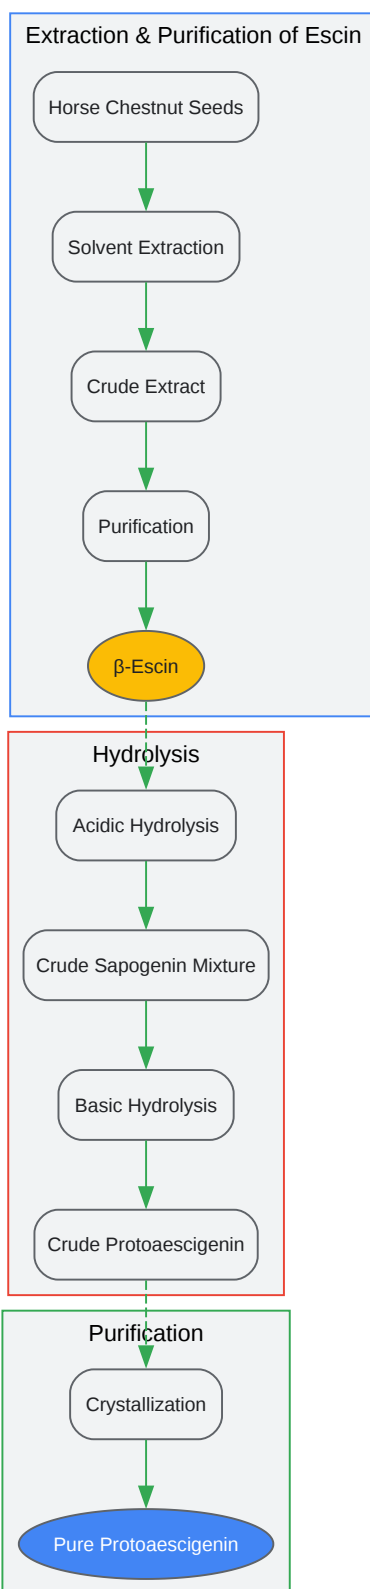 Extraction & Purification of Escin
Horse Chestnut Seeds
Solvent Extraction
Crude Extract
Purification
β-Escin
Hydrolysis
Acidic Hydrolysis
Crude Sapogenin Mixture
Basic Hydrolysis
Crude Protoaescigenin
Purification
Crystallization
Pure Protoaescigenin